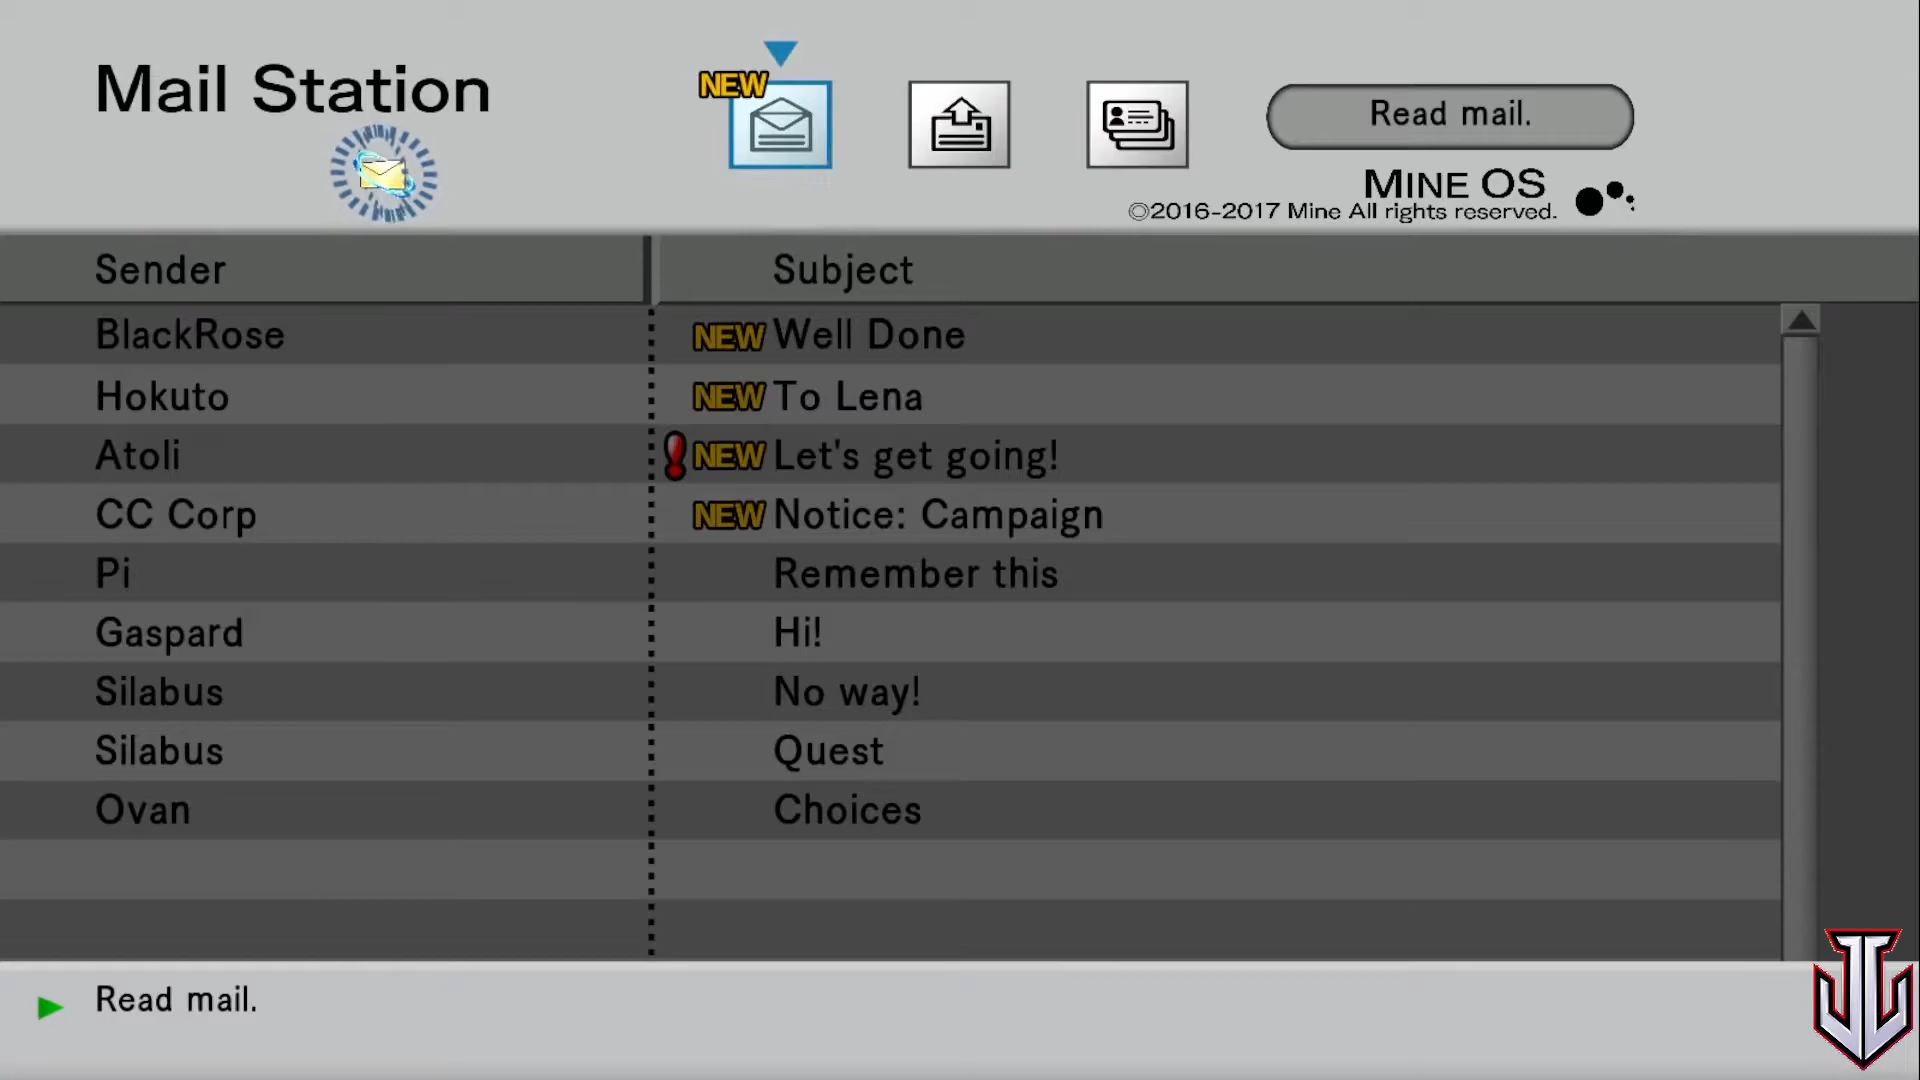 Mail Station
NEW
Read mail.
MINE OS
©2016-2017 Mine All rights reserved.
Sender Subject
BlackRose NEW Well Done
Hokuto NEW To Lena
Atoli NEW Let's get going!
CC Corp NEW Notice: Campaign
Pi Remember this
Gaspard Hi!
Silabus No way!
Silabus Quest
Ovan Choices
Read mail.